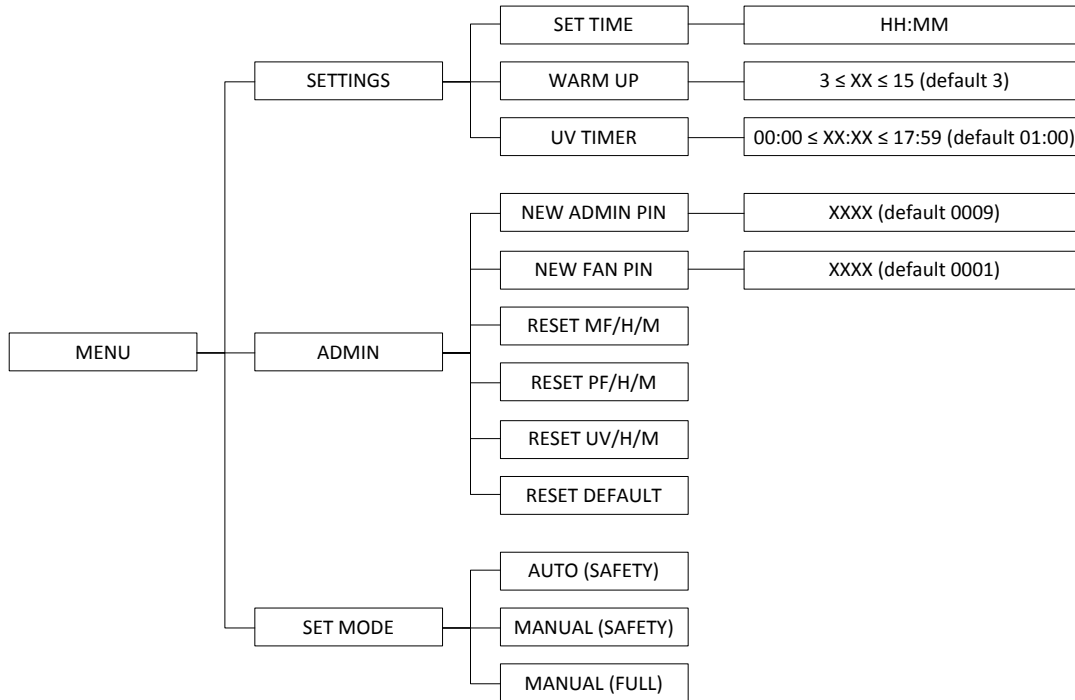 SET TIME
HH:MM
SETTINGS
WARM UP
3 ≤ XX ≤ 15 (default 3)
UV TIMER
00:00 ≤ XX:XX ≤ 17:59 (default 01:00)
NEW ADMIN PIN
XXXX (default 0009)
NEW FAN PIN
XXXX (default 0001)
RESET MF/H/M
MENU
ADMIN
RESET PF/H/M
RESET UV/H/M
RESET DEFAULT
AUTO (SAFETY)
SET MODE
MANUAL (SAFETY)
MANUAL (FULL)